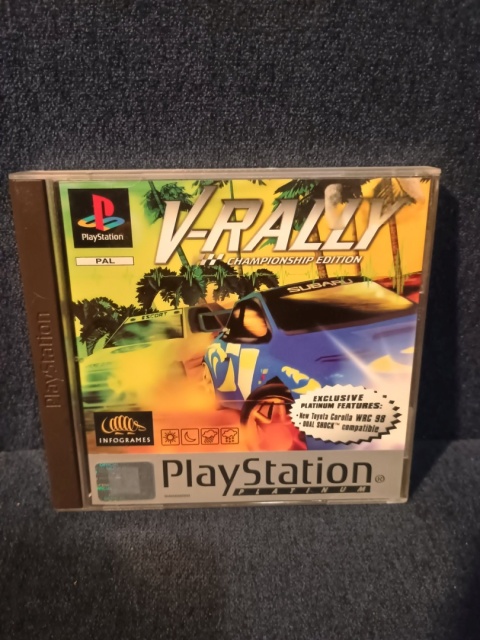 PlayStation
PAL
V-RALLY
CHAMPIONSHIP EDITION
SUBARU
ESCORT
EXCLUSIVE
PLATINUM FEATURES:
• New Toyota Corolla WRC 98
• DUAL SHOCK™ compatible
INFOGRAMES
PlayStation®
PLATINUM
PlayStation